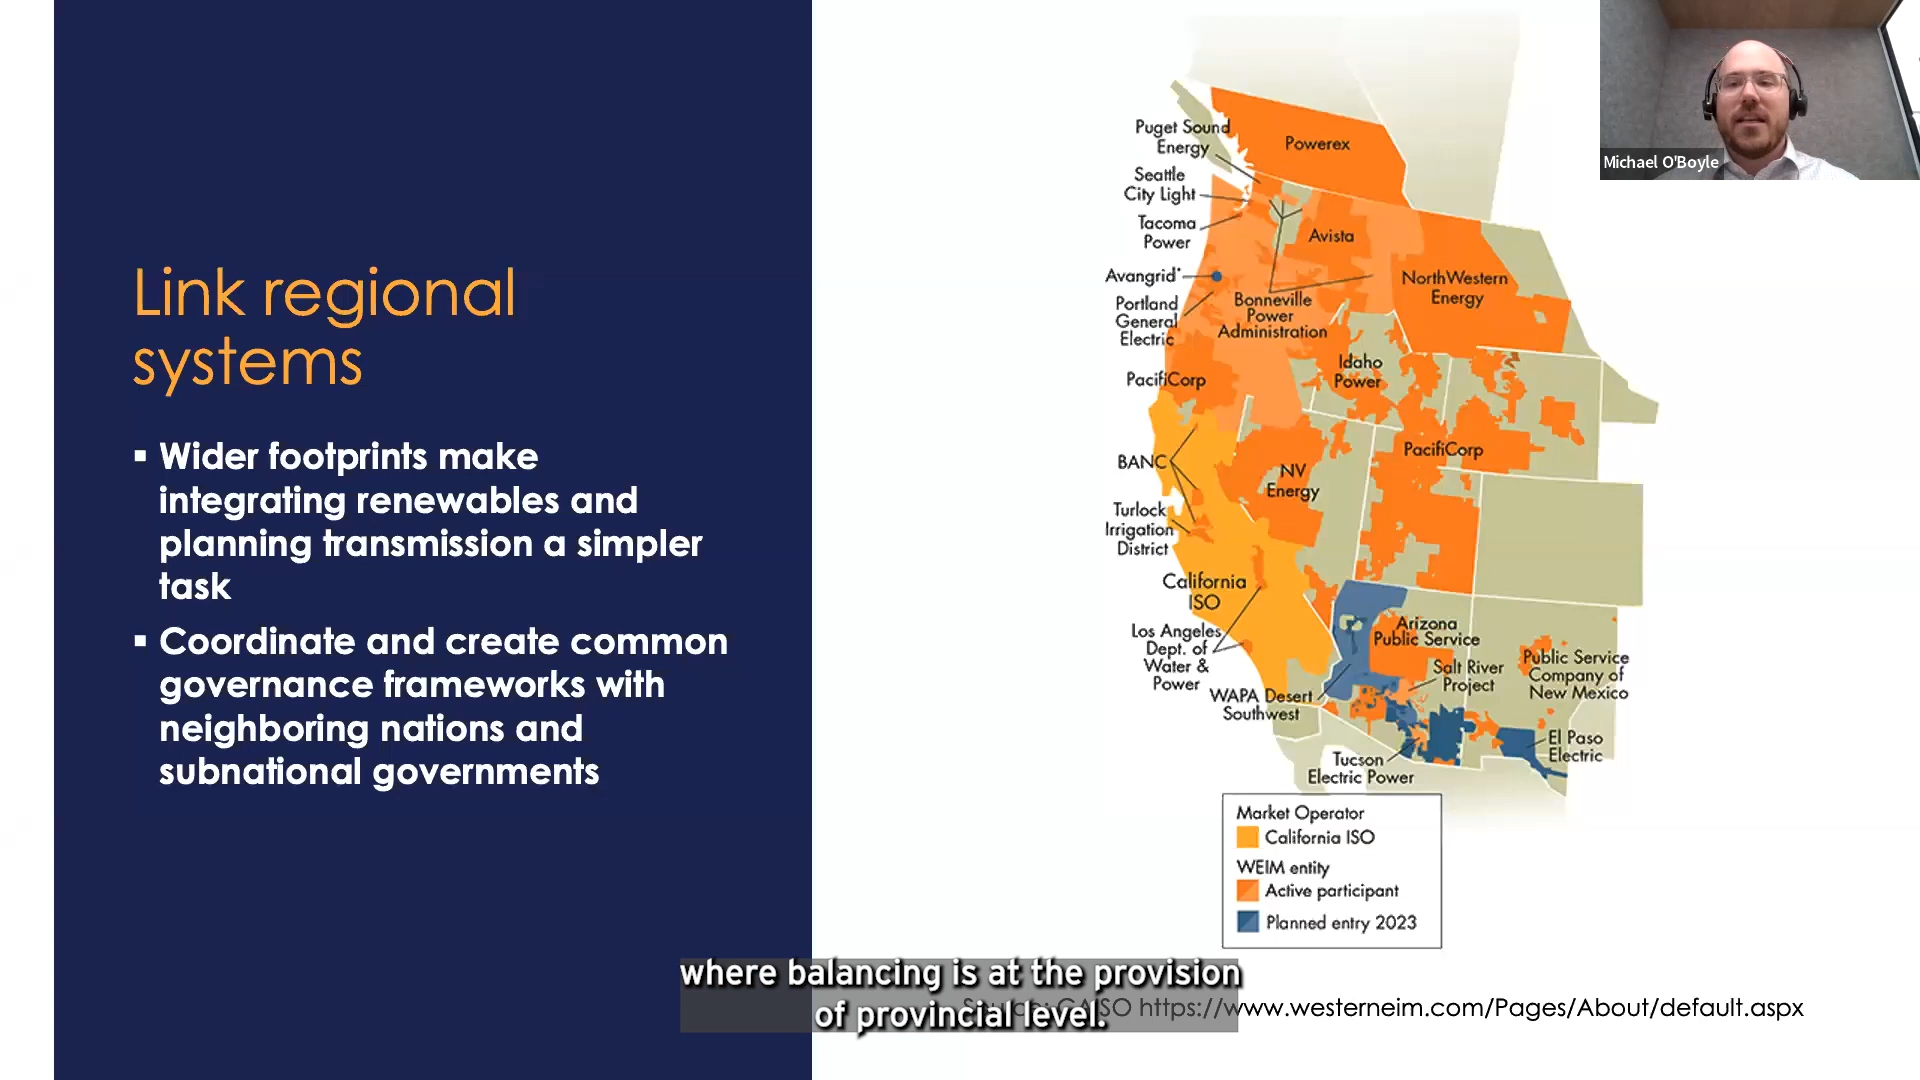 Link regional
systems
▪ Wider footprints make
integrating renewables and
planning transmission a simpler
task
▪ Coordinate and create common
governance frameworks with
neighboring nations and
subnational governments
Puget Sound
Energy
Seattle
City Light
Tacoma
Power
Avangrid*
Portland
General
Electric
PacifiCorp
BANC
Turlock
Irrigation
District
California
ISO
Los Angeles
Dept. of
Water &
Power
WAPA Desert
Southwest
Tucson
Electric Power
Powerex
Avista
NorthWestern
Energy
Bonneville
Power
Administration
Idaho
Power
PacifiCorp
NV
Energy
Arizona
Public Service
Salt River
Project
Public Service
Company of
New Mexico
El Paso
Electric
Market Operator
California ISO
WEIM entity
Active participant
Planned entry 2023
Michael O'Boyle
where balancing is at the provision
of provincial level.
Source: CAISO https://www.westerneim.com/Pages/About/default.aspx